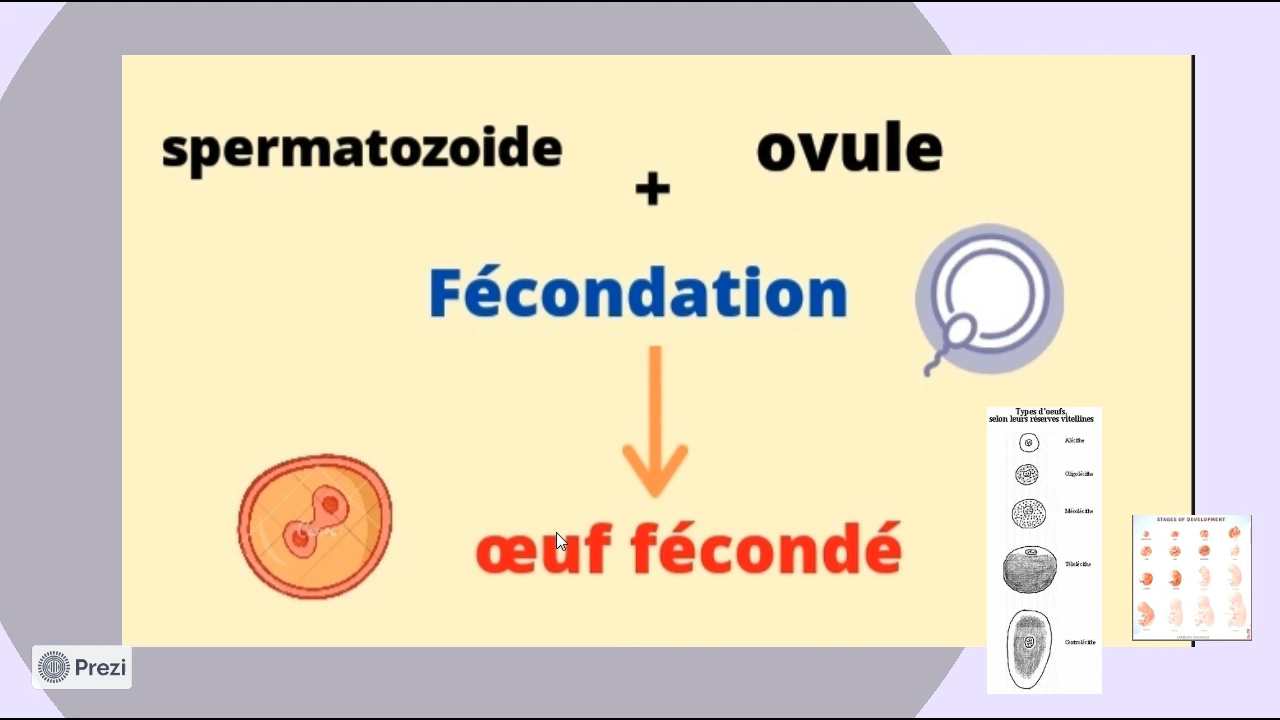 spermatozoide
+
ovule
Fécondation
œuf fécondé
Types d'oeufs,
selon leurs réserves vitellines
Alécithe
Oligolécithe
Mésolécithe
Télolécithe
Centrolécithe
STAGES OF DEVELOPMENT
Prezi